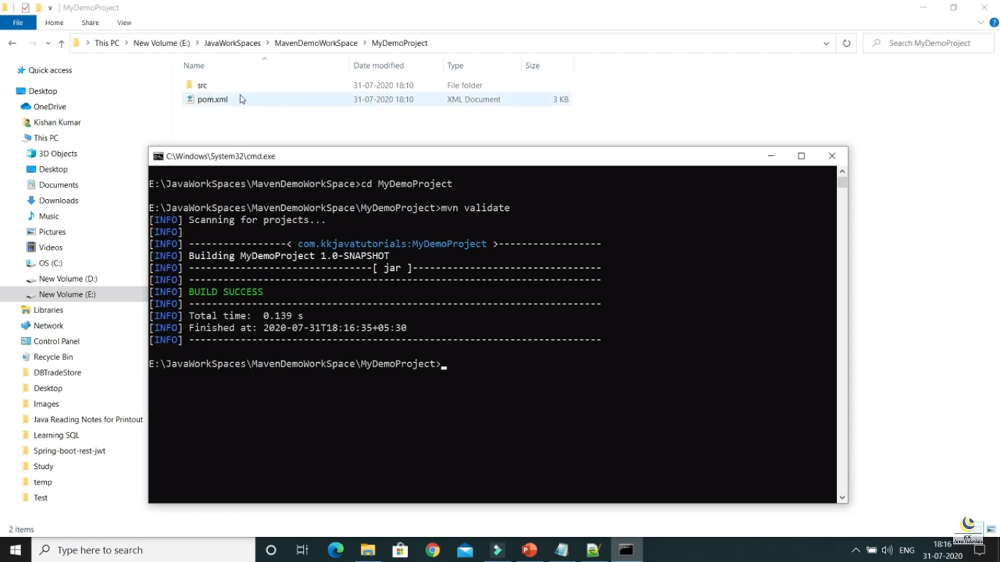 MyDemoProject
File Home Share View
This PC New Volume (E:) JavaWorkSpaces MavenDemoWorkSpace MyDemoProject Search MyDemoProject
Name Date modified Type Size
src 31-07-2020 18:10 File folder
pom.xml 31-07-2020 18:10 XML Document 3 KB
Quick access
Desktop
OneDrive
Kishan Kumar
This PC
3D Objects
Desktop
Documents
Downloads
Music
Pictures
Videos
OS (C:)
New Volume (D:)
New Volume (E:)
Libraries
Network
Control Panel
Recycle Bin
DBTradeStore
Desktop
Images
Java Reading Notes for Printout
Learning SQL
Spring-boot-rest-jwt
Study
temp
Test
2 items
C:\Windows\System32\cmd.exe
E:\JavaWorkSpaces\MavenDemoWorkSpace>cd MyDemoProject
E:\JavaWorkSpaces\MavenDemoWorkSpace\MyDemoProject>mvn validate
[INFO] Scanning for projects...
[INFO]
[INFO] -----------------< com.kkjavatutorials:MyDemoProject >------------------
[INFO] Building MyDemoProject 1.0-SNAPSHOT
[INFO] --------------------------------[ jar ]---------------------------------
[INFO] ------------------------------------------------------------------------
[INFO] BUILD SUCCESS
[INFO] ------------------------------------------------------------------------
[INFO] Total time:  0.139 s
[INFO] Finished at: 2020-07-31T18:16:35+05:30
[INFO] ------------------------------------------------------------------------
E:\JavaWorkSpaces\MavenDemoWorkSpace\MyDemoProject>
KK
JavaTutorials
Type here to search
ENG
18:16
31-07-2020